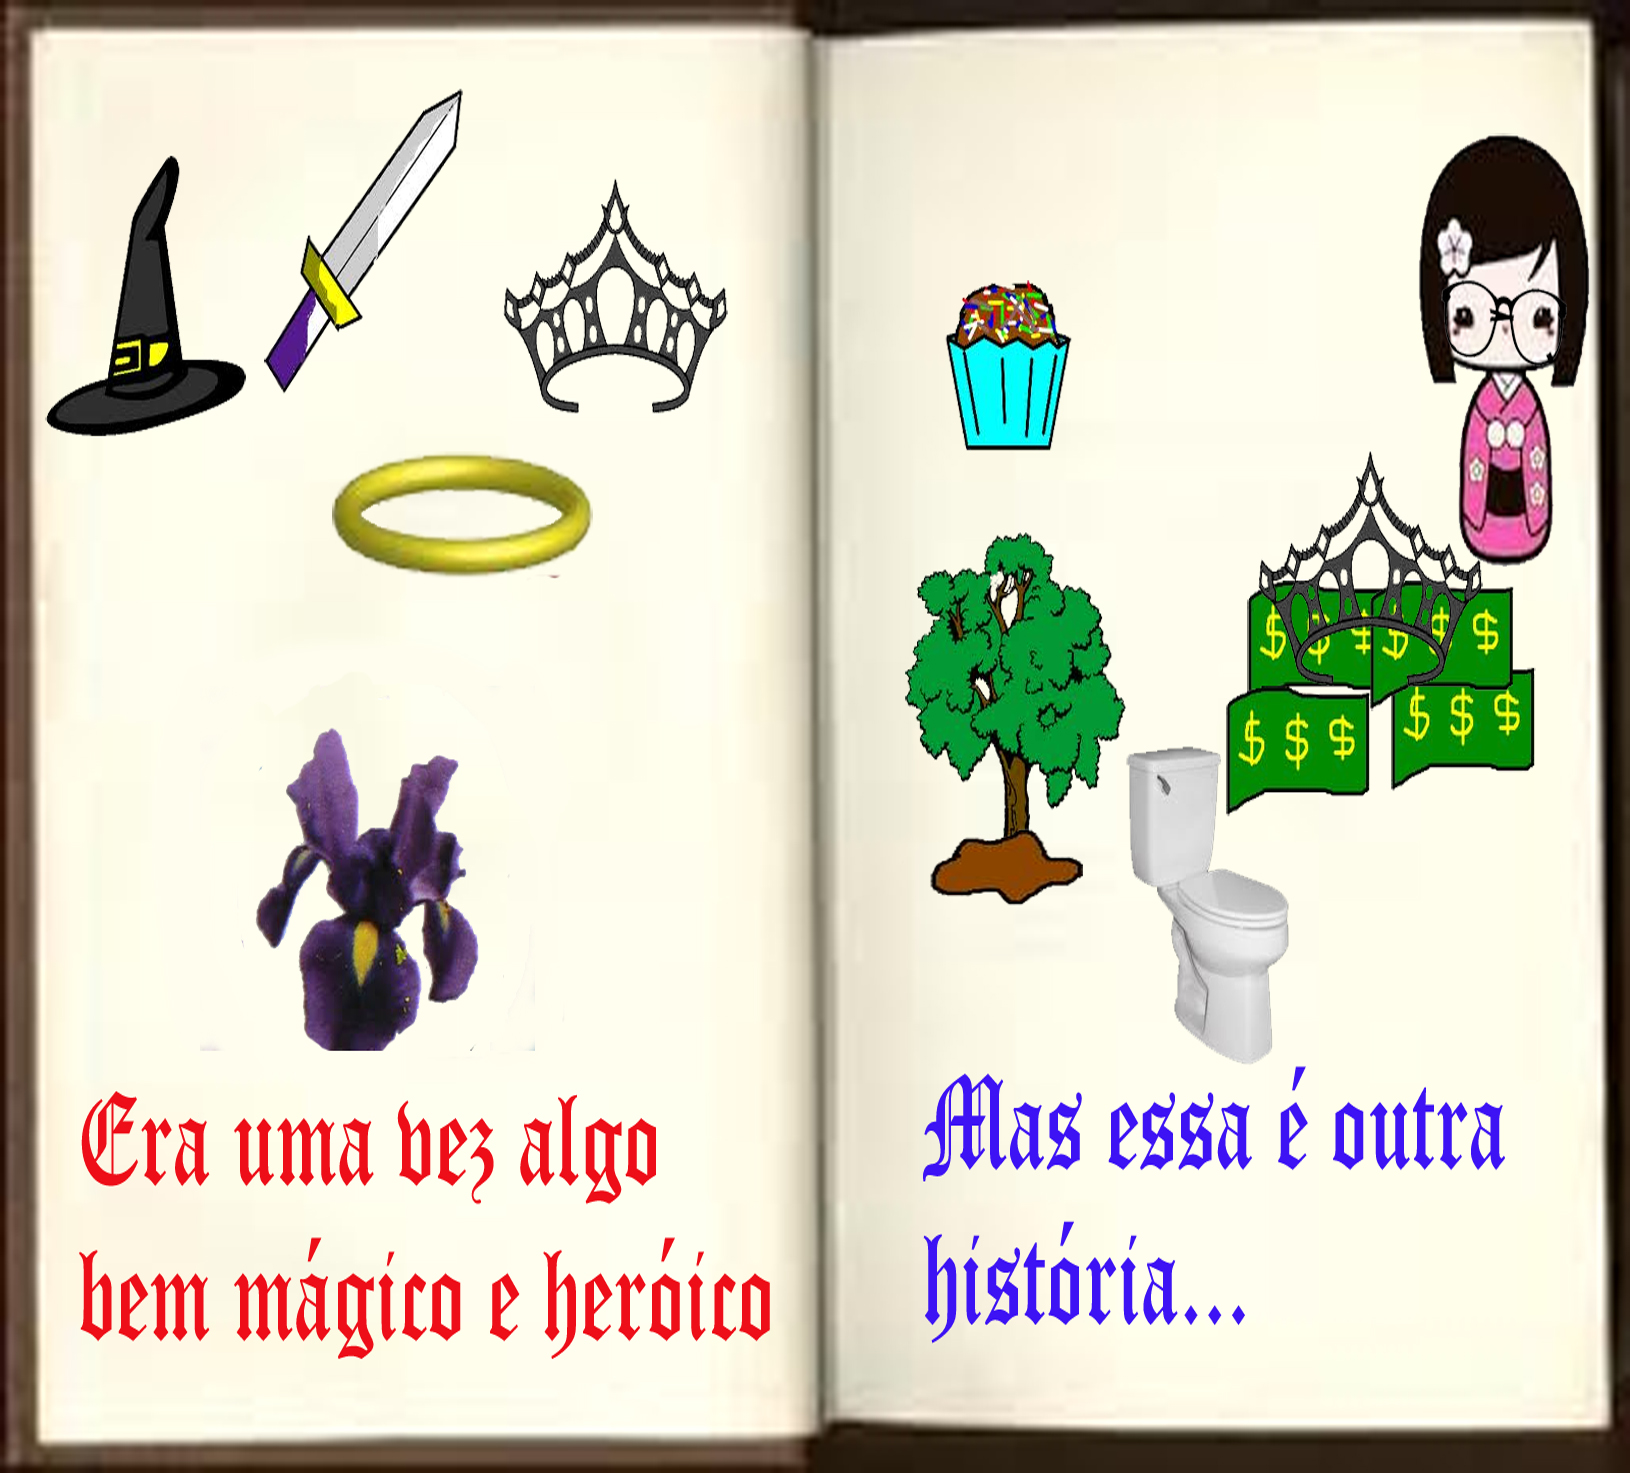 Era uma vez algo
bem mágico e heróico
Mas essa é outra
história...
$ $ $
$ $ $
$ $ $
$ $ $